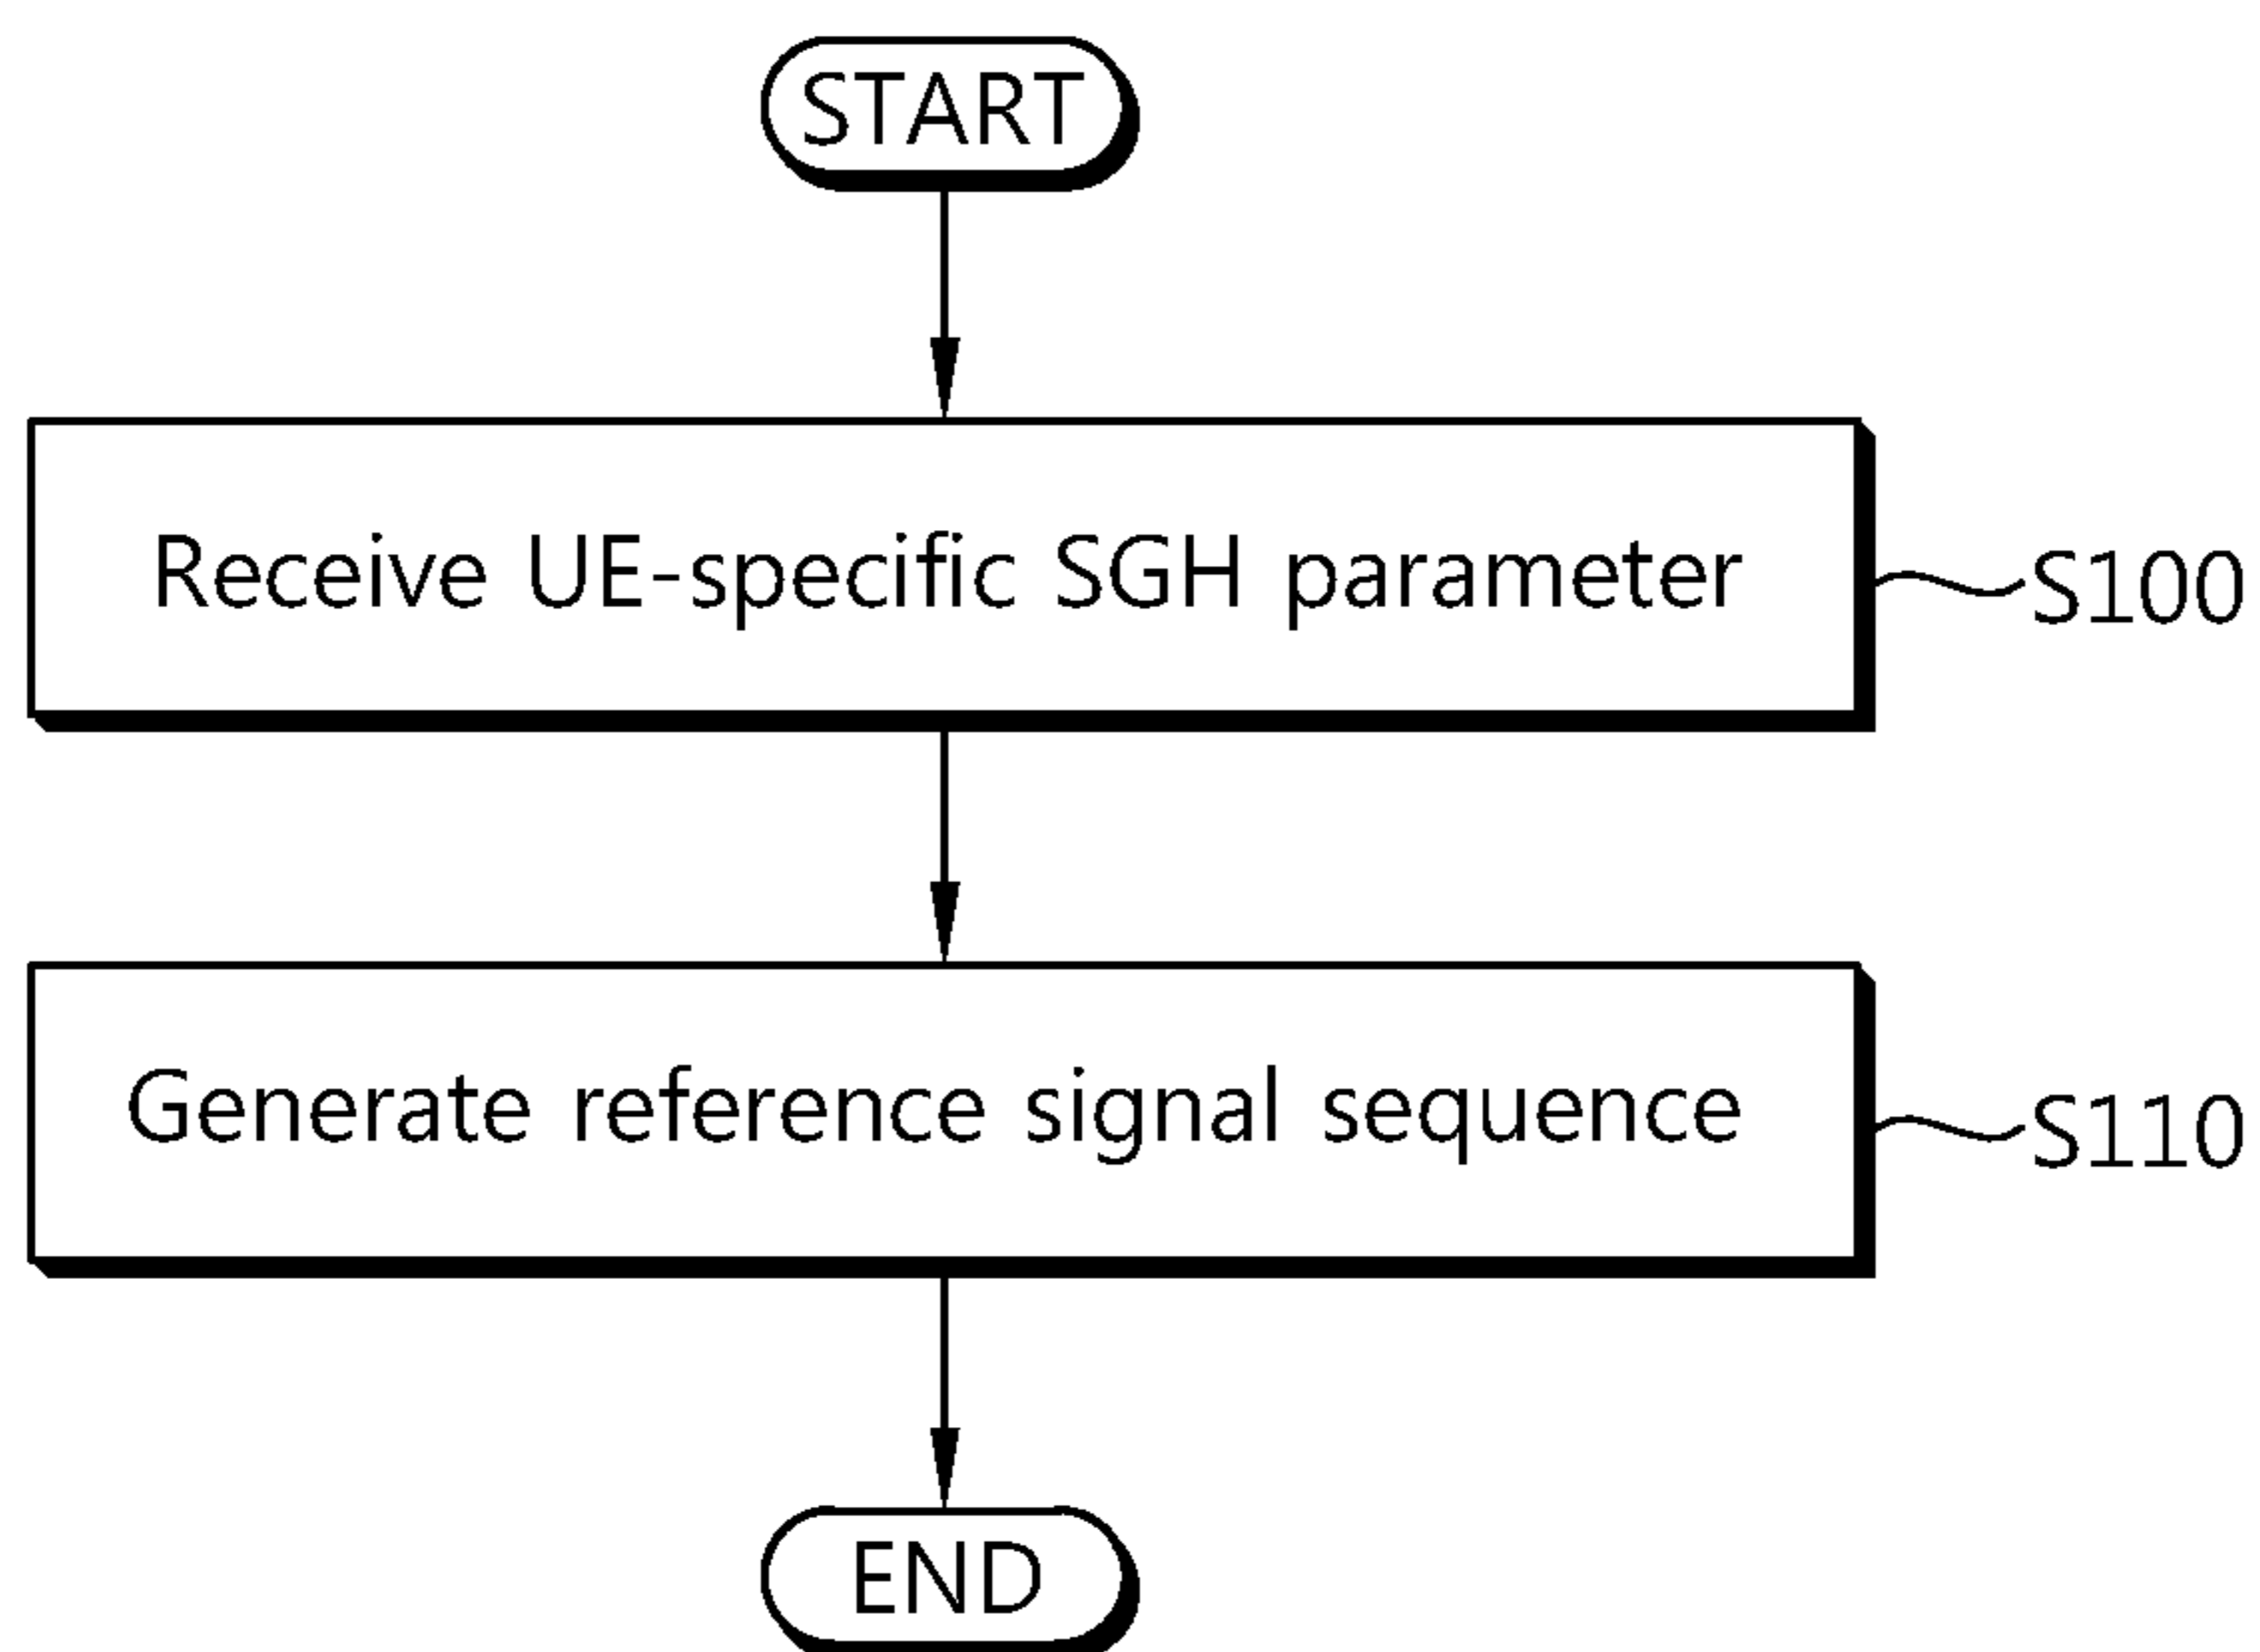 START
Receive UE-specific SGH parameter
S100
Generate reference signal sequence
S110
END